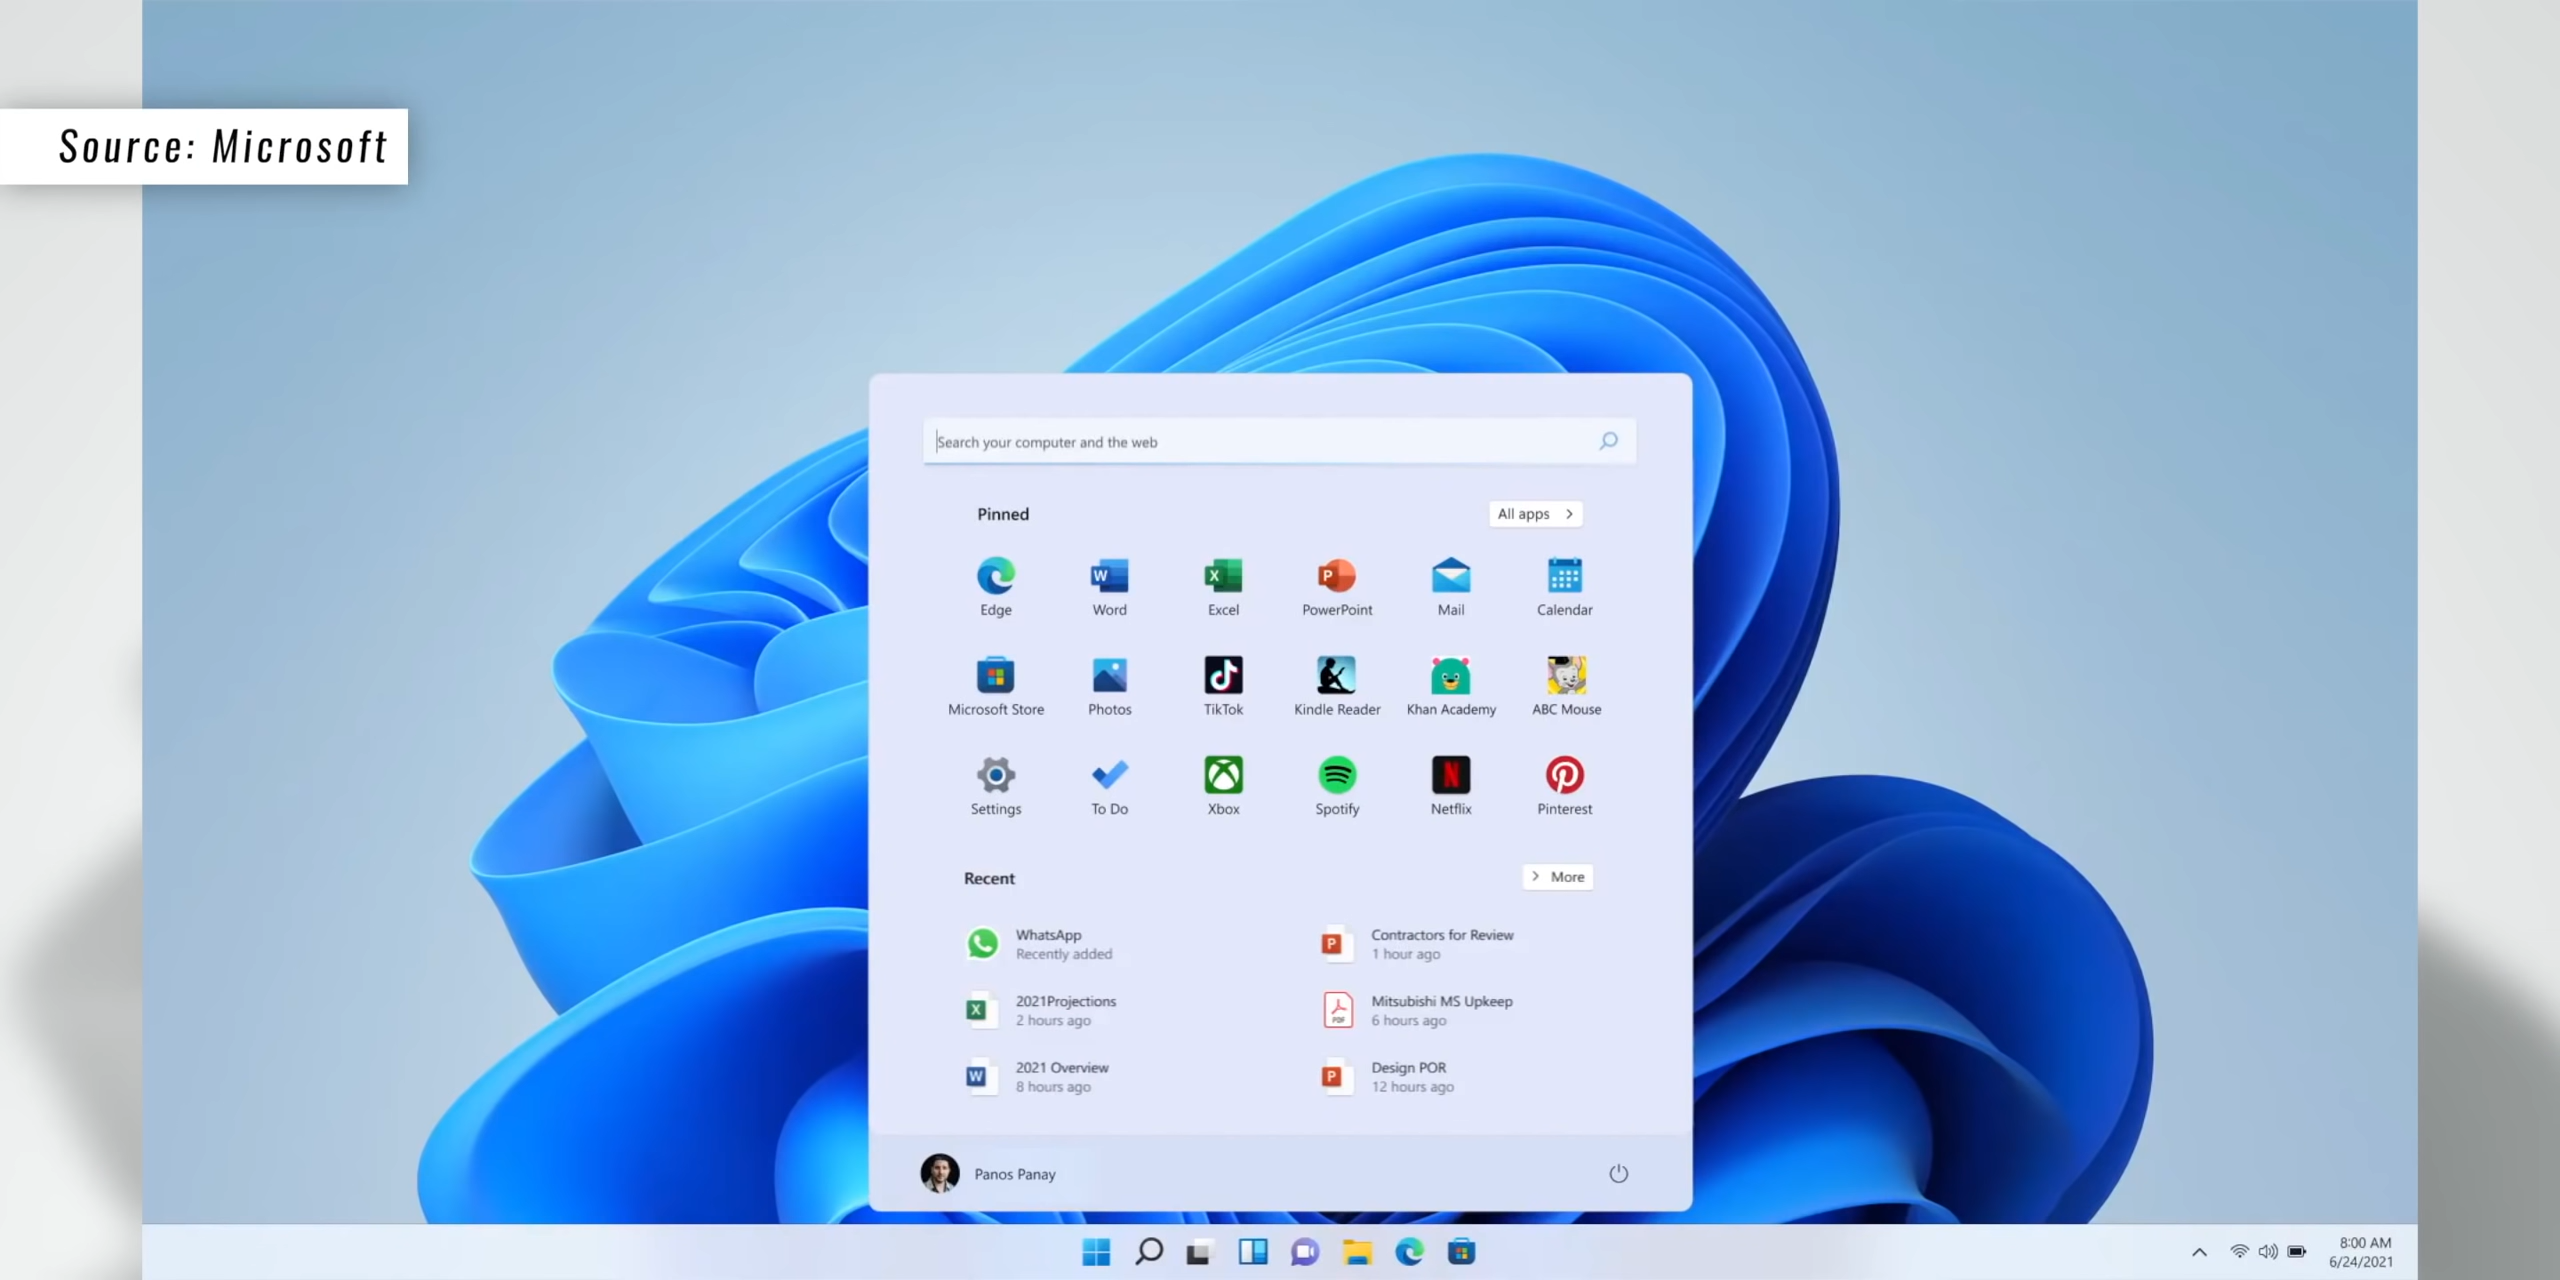 Source: Microsoft
Search your computer and the web
Pinned
All apps
Edge
Word
Excel
PowerPoint
Mail
Calendar
Microsoft Store
Photos
TikTok
Kindle Reader
Khan Academy
ABC Mouse
Settings
To Do
Xbox
Spotify
Netflix
Pinterest
Recent
More
WhatsApp
Recently added
Contractors for Review
1 hour ago
2021Projections
2 hours ago
Mitsubishi MS Upkeep
6 hours ago
2021 Overview
8 hours ago
Design POR
12 hours ago
Panos Panay
8:00 AM
6/24/2021